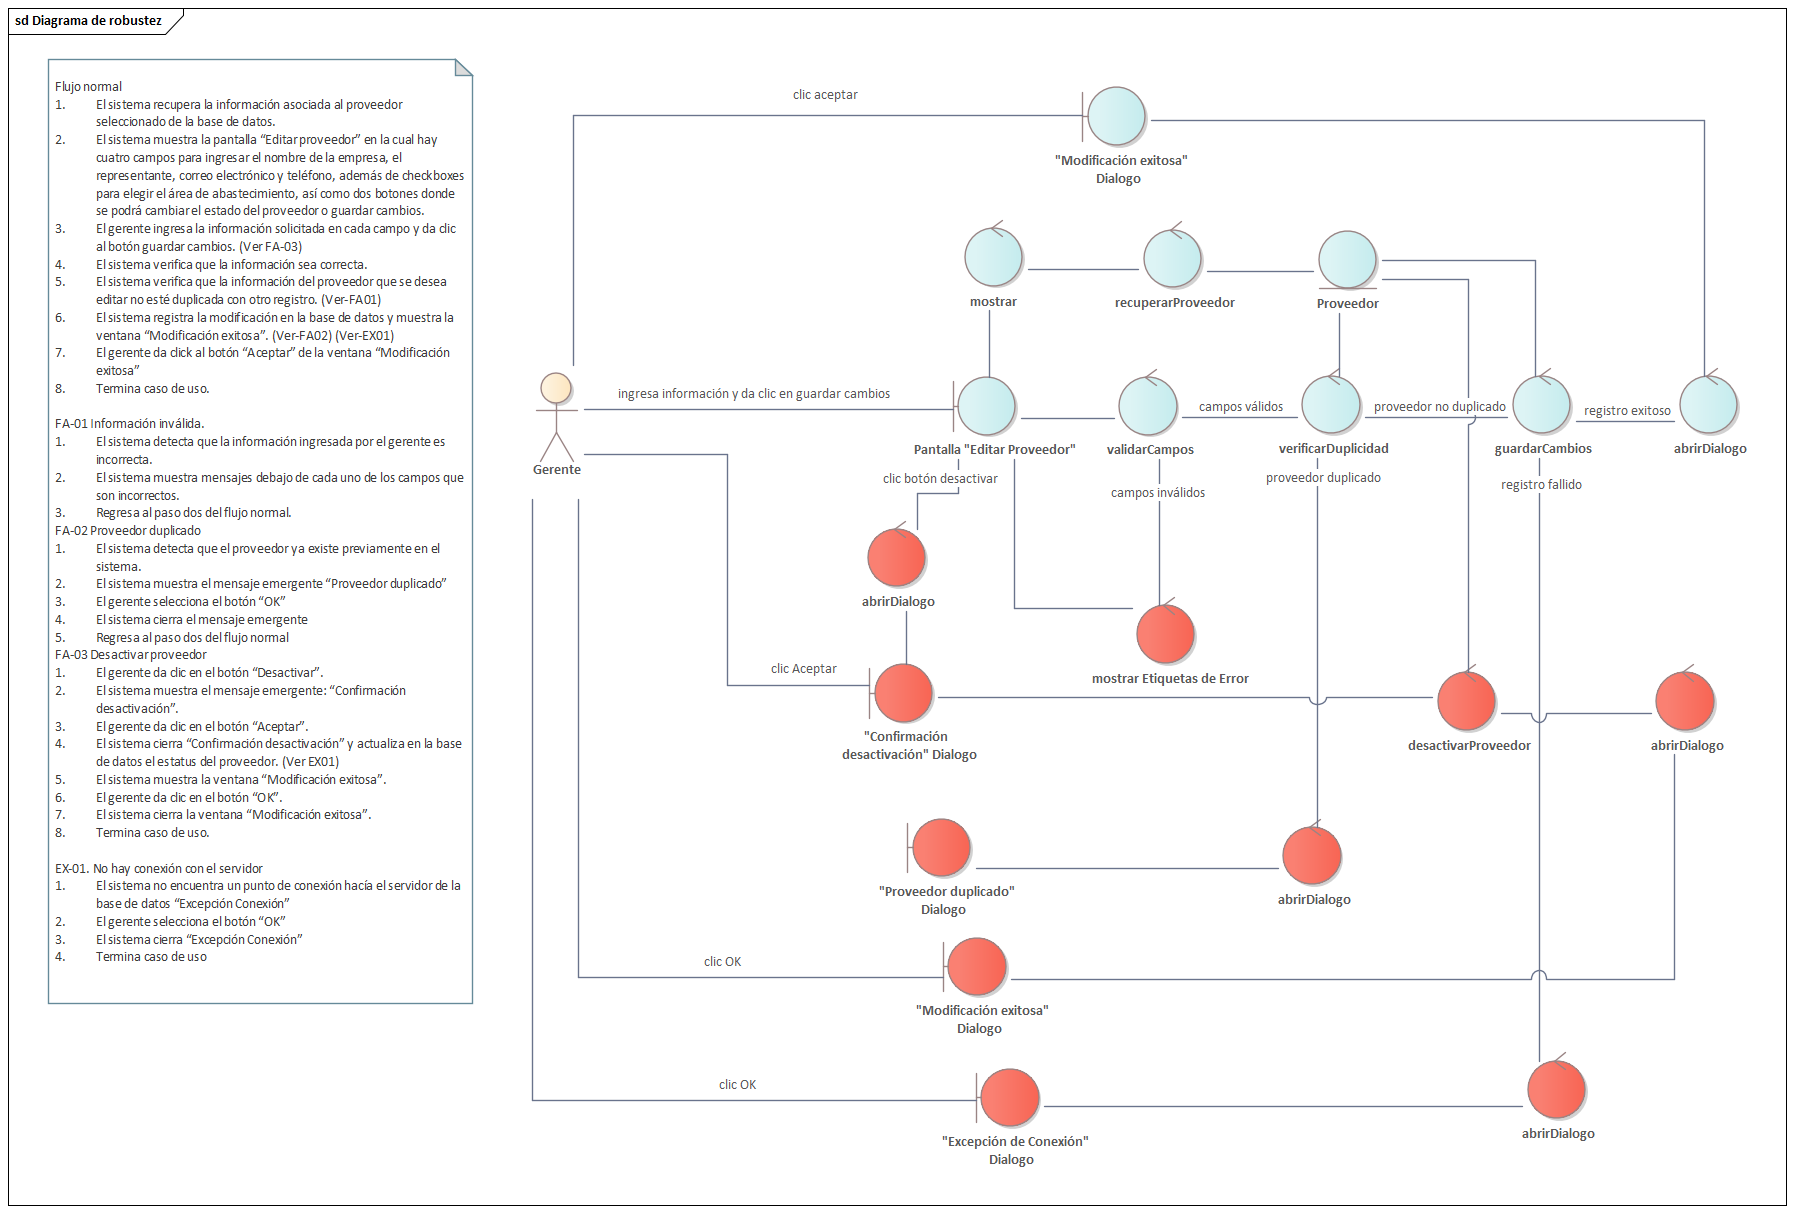 sd Diagrama de robustez
Flujo normal
1. El sistema recupera la información asociada al proveedor
seleccionado de la base de datos.
2. El sistema muestra la pantalla “Editar proveedor” en la cual hay
cuatro campos para ingresar el nombre de la empresa, el
representante, correo electrónico y teléfono, además de checkboxes
para elegir el área de abastecimiento, así como dos botones donde
se podrá cambiar el estado del proveedor o guardar cambios.
3. El gerente ingresa la información solicitada en cada campo y da clic
al botón guardar cambios. (Ver FA-03)
4. El sistema verifica que la información sea correcta.
5. El sistema verifica que la información del proveedor que se desea
editar no esté duplicada con otro registro. (Ver-FA01)
6. El sistema registra la modificación en la base de datos y muestra la
ventana “Modificación exitosa”. (Ver-FA02) (Ver-EX01)
7. El gerente da click al botón “Aceptar” de la ventana “Modificación
exitosa”
8. Termina caso de uso.
FA-01 Información inválida.
1. El sistema detecta que la información ingresada por el gerente es
incorrecta.
2. El sistema muestra mensajes debajo de cada uno de los campos que
son incorrectos.
3. Regresa al paso dos del flujo normal.
FA-02 Proveedor duplicado
1. El sistema detecta que el proveedor ya existe previamente en el
sistema.
2. El sistema muestra el mensaje emergente “Proveedor duplicado”
3. El gerente selecciona el botón “OK”
4. El sistema cierra el mensaje emergente
5. Regresa al paso dos del flujo normal
FA-03 Desactivar proveedor
1. El gerente da clic en el botón “Desactivar”.
2. El sistema muestra el mensaje emergente: “Confirmación
desactivación”.
3. El gerente da clic en el botón “Aceptar”.
4. El sistema cierra “Confirmación desactivación” y actualiza en la base
de datos el estatus del proveedor. (Ver EX01)
5. El sistema muestra la ventana “Modificación exitosa”.
6. El gerente da clic en el botón “OK”.
7. El sistema cierra la ventana “Modificación exitosa”.
8. Termina caso de uso.
EX-01. No hay conexión con el servidor
1. El sistema no encuentra un punto de conexión hacía el servidor de la
base de datos “Excepción Conexión”
2. El gerente selecciona el botón “OK”
3. El sistema cierra “Excepción Conexión”
4. Termina caso de uso
clic aceptar
"Modificación exitosa"
Dialogo
mostrar
recuperarProveedor
Proveedor
ingresa información y da clic en guardar cambios
campos válidos
proveedor no duplicado
registro exitoso
Gerente
Pantalla "Editar Proveedor"
validarCampos
verificarDuplicidad
guardarCambios
abrirDialogo
clic botón desactivar
campos inválidos
proveedor duplicado
registro fallido
abrirDialogo
clic Aceptar
mostrar Etiquetas de Error
"Confirmación
desactivación" Dialogo
desactivarProveedor
abrirDialogo
"Proveedor duplicado"
Dialogo
abrirDialogo
clic OK
"Modificación exitosa"
Dialogo
clic OK
"Excepción de Conexión"
Dialogo
abrirDialogo